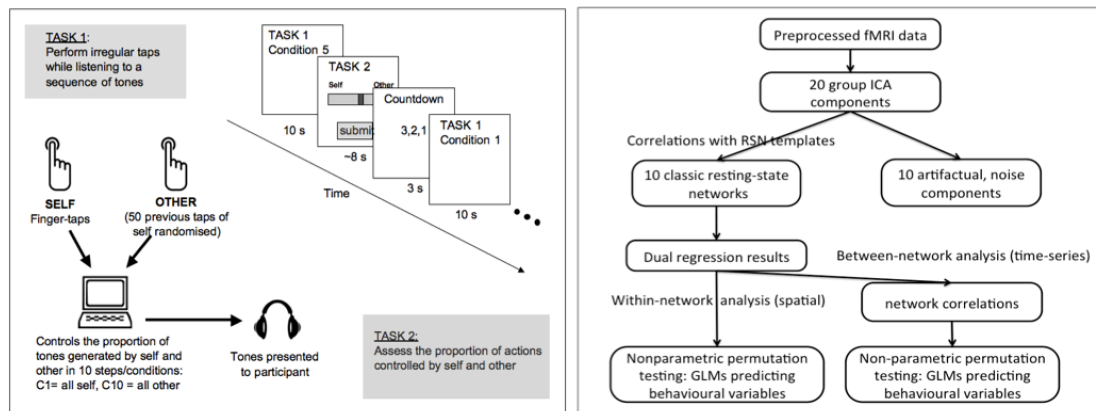 TASK 1:
Perform irregular taps
while listening to a
sequence of tones
TASK 1
Condition 5
10 s
TASK 2
Self Other
submit
~8 s
Countdown
3,2,1
3 s
TASK 1
Condition 1
10 s
Time
SELF
Finger-taps
OTHER
(50 previous taps of
self randomised)
Controls the proportion of
tones generated by self and
other in 10 steps/conditions:
C1= all self, C10 = all other
Tones presented
to participant
TASK 2:
Assess the proportion of actions
controlled by self and other
Preprocessed fMRI data
20 group ICA
components
Correlations with RSN templates
10 classic resting-state
networks
10 artifactual, noise
components
Dual regression results
Between-network analysis (time-series)
Within-network analysis (spatial)
network correlations
Nonparametric permutation
testing: GLMs predicting
behavioural variables
Non-parametric permutation
testing: GLMs predicting
behavioural variables